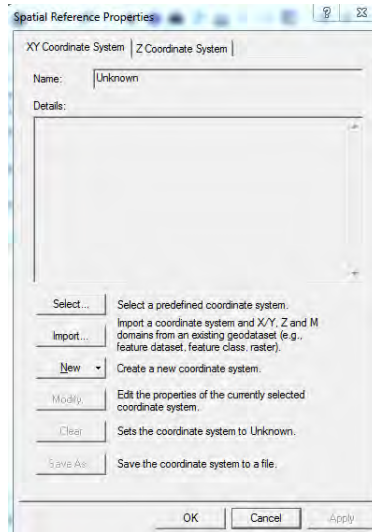 Spatial Reference Properties
XY Coordinate System Z Coordinate System
Name: Unknown
Details:
Select... Select a predefined coordinate system.
Import... Import a coordinate system and X/Y, Z and M
domains from an existing geodataset (e.g.,
feature dataset, feature class, raster).
New Create a new coordinate system.
Modify... Edit the properties of the currently selected
coordinate system.
Clear Sets the coordinate system to Unknown.
Save As... Save the coordinate system to a file.
OK Cancel Apply